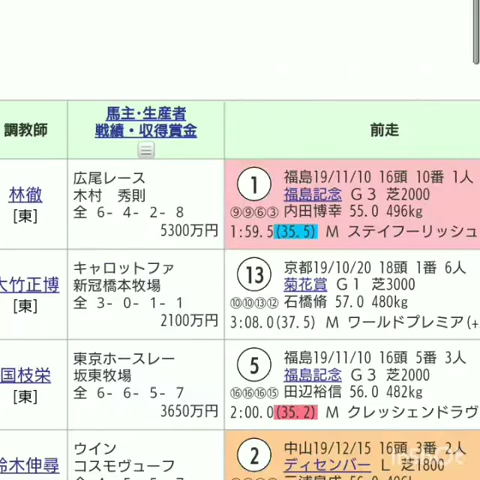 調教師
馬主・生産者
戦績・収得賞金
前走
林徹
[東]
広尾レース
木村 秀則
全 6- 4- 2- 8
5300万円
1
福島19/11/10 16頭 10番 1人
福島記念 G3 芝2000
⑨⑨⑥③ 内田博幸 55.0 496kg
1:59.5(35.5) M ステイフーリッシュ
大竹正博
[東]
キャロットファ
新冠橋本牧場
全 3- 0- 1- 1
2100万円
13
京都19/10/20 18頭 1番 6人
菊花賞 G1 芝3000
⑩⑩⑬⑫ 石橋脩 57.0 480kg
3:08.0(37.5) M ワールドプレミア(+
国枝栄
[東]
東京ホースレー
坂東牧場
全 6- 6- 5- 7
3650万円
5
福島19/11/10 16頭 5番 3人
福島記念 G3 芝2000
⑯⑯⑯⑮ 田辺裕信 56.0 482kg
2:00.0(35.2) M クレッシェンドラヴ
鈴木伸尋
ウイン
コスモヴューフ
2
中山19/12/15 16頭 3番 2人
ディセンバー L 芝1800